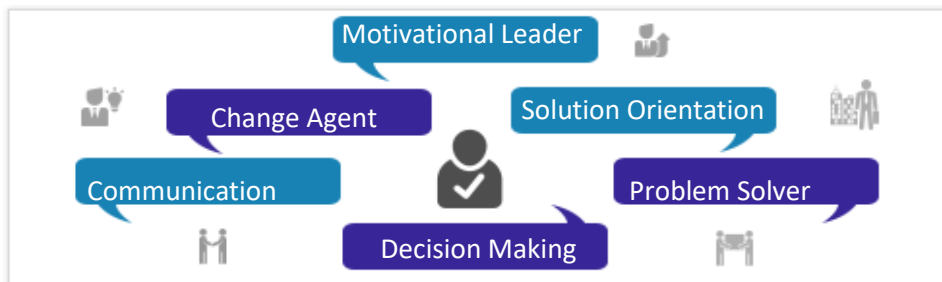 Motivational Leader
Change Agent
Solution Orientation
Communication
Problem Solver
Decision Making